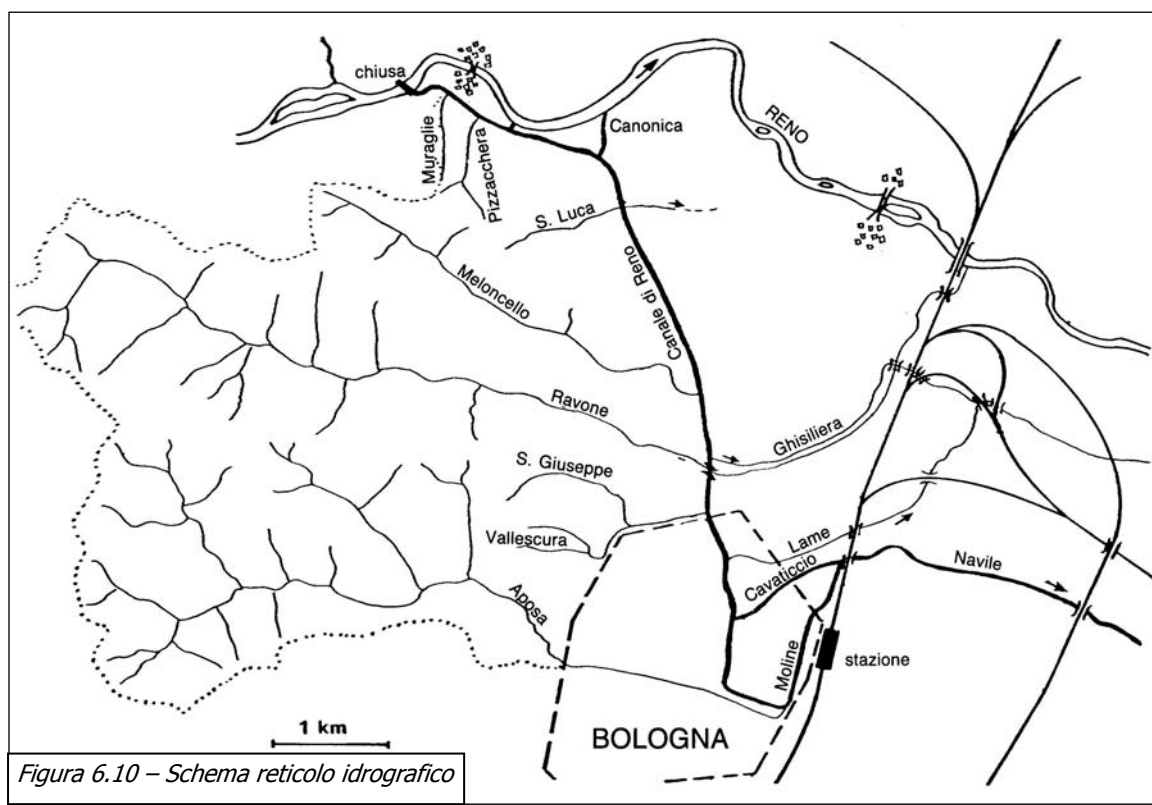 chiusa
Muraglie
Pizzacchera
Canonica
RENO
S. Luca
Meloncello
Canale di Reno
Ravone
Ghisiliera
S. Giuseppe
Vallescura
Lame
Cavaticcio
Navile
Aposa
Moline
stazione
BOLOGNA
1 km
Figura 6.10 – Schema reticolo idrografico